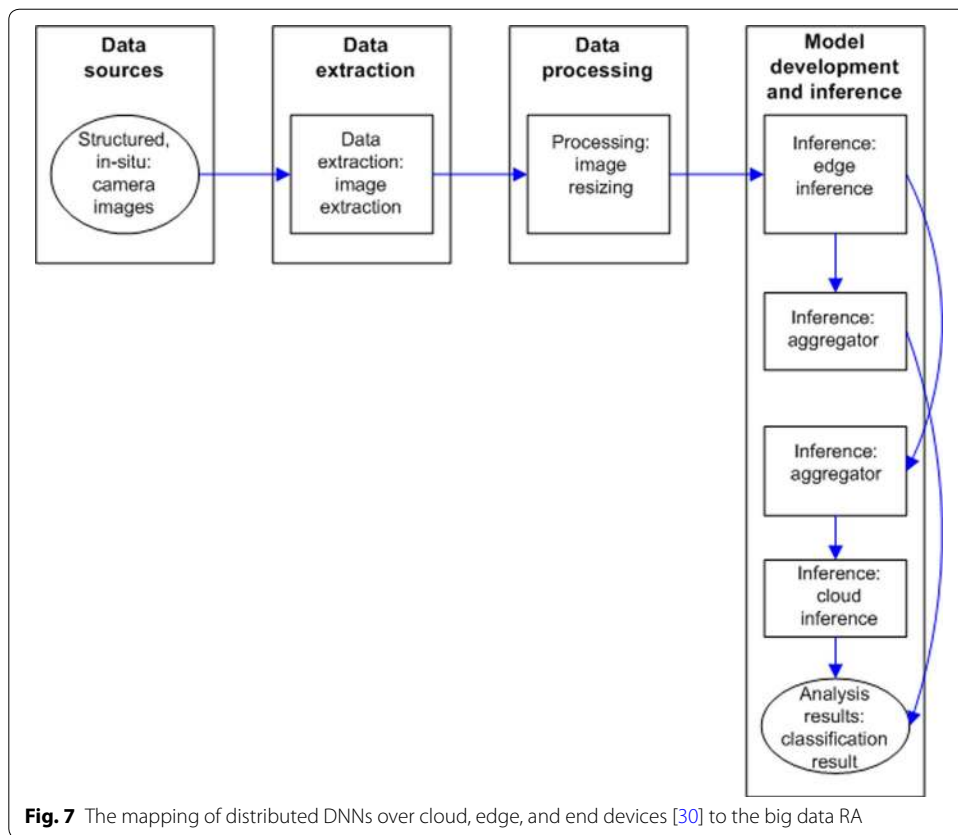 Data
sources
Data
extraction
Data
processing
Model
development
and inference
Structured,
in-situ:
camera
images
Data
extraction:
image
extraction
Processing:
image
resizing
Inference:
edge
inference
Inference:
aggregator
Inference:
aggregator
Inference:
cloud
inference
Analysis
results:
classification
result
Fig. 7 The mapping of distributed DNNs over cloud, edge, and end devices [30] to the big data RA